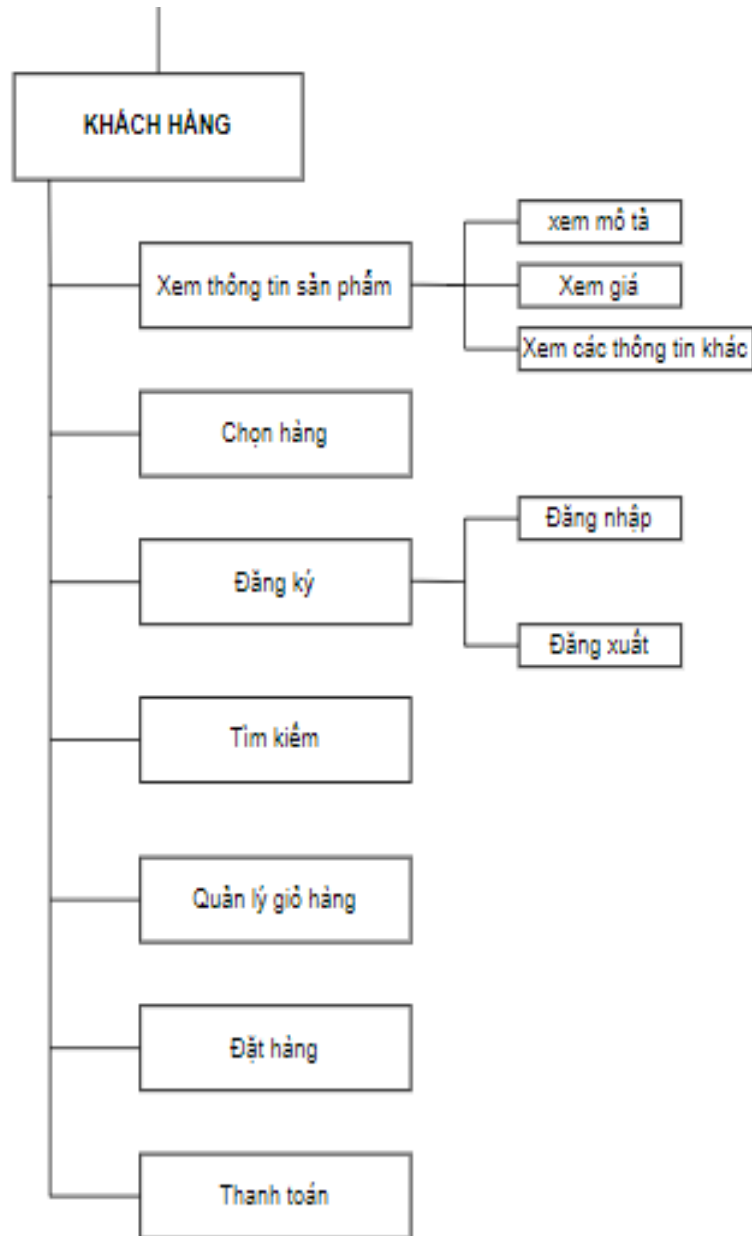 KHÁCH HÀNG
Xem thông tin sản phẩm
xem mô tả
Xem giá
Xem các thông tin khác
Chọn hàng
Đăng ký
Đăng nhập
Đăng xuất
Tìm kiếm
Quản lý giỏ hàng
Đặt hàng
Thanh toán